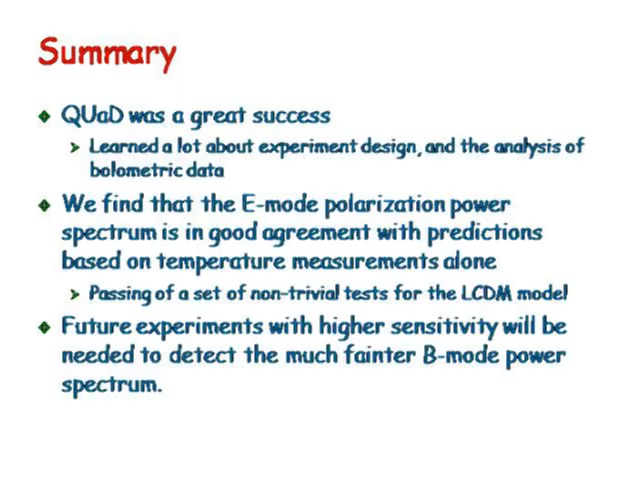 Summary
QUaD was a great success
Learned a lot about experiment design, and the analysis of
bolometric data
We find that the E-mode polarization power
spectrum is in good agreement with predictions
based on temperature measurements alone
Passing of a set of non-trivial tests for the LCDM model
Future experiments with higher sensitivity will be
needed to detect the much fainter B-mode power
spectrum.